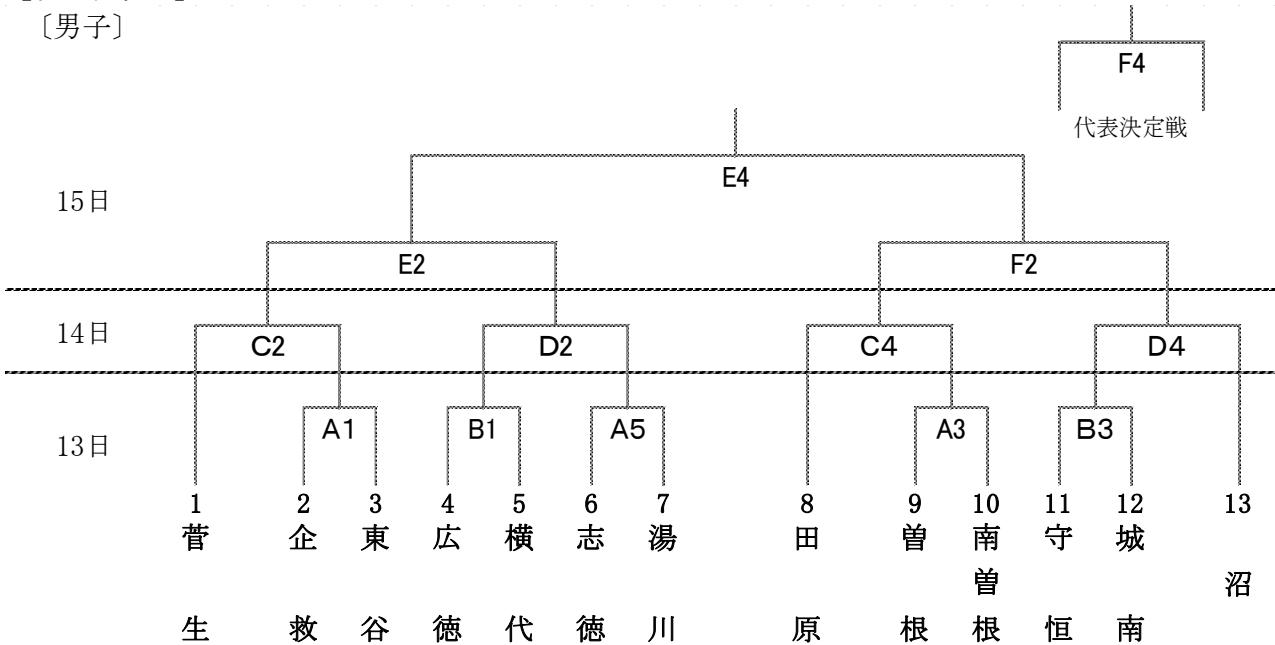 〔男子〕
F4
代表決定戦
E4
15日
E2 F2
14日
C2 D2 C4 D4
13日
A1 B1 A5 A3 B3
1 2 3 4 5 6 7 8 9 10 11 12 13
菅生 企救 東谷 広徳 横代 志徳 湯川 田原 曽根 南曽根 守恒 城南 沼